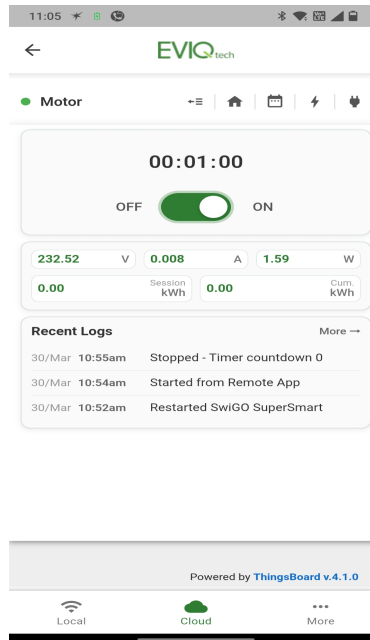 11:05
EVIQtech
Motor
00:01:00
OFF ON
232.52 V 0.008 A 1.59 W
0.00 Session kWh 0.00 Cum. kWh
Recent Logs More →
30/Mar 10:55am Stopped - Timer countdown 0
30/Mar 10:54am Started from Remote App
30/Mar 10:52am Restarted SwiGO SuperSmart
Powered by ThingsBoard v.4.1.0
Local Cloud More